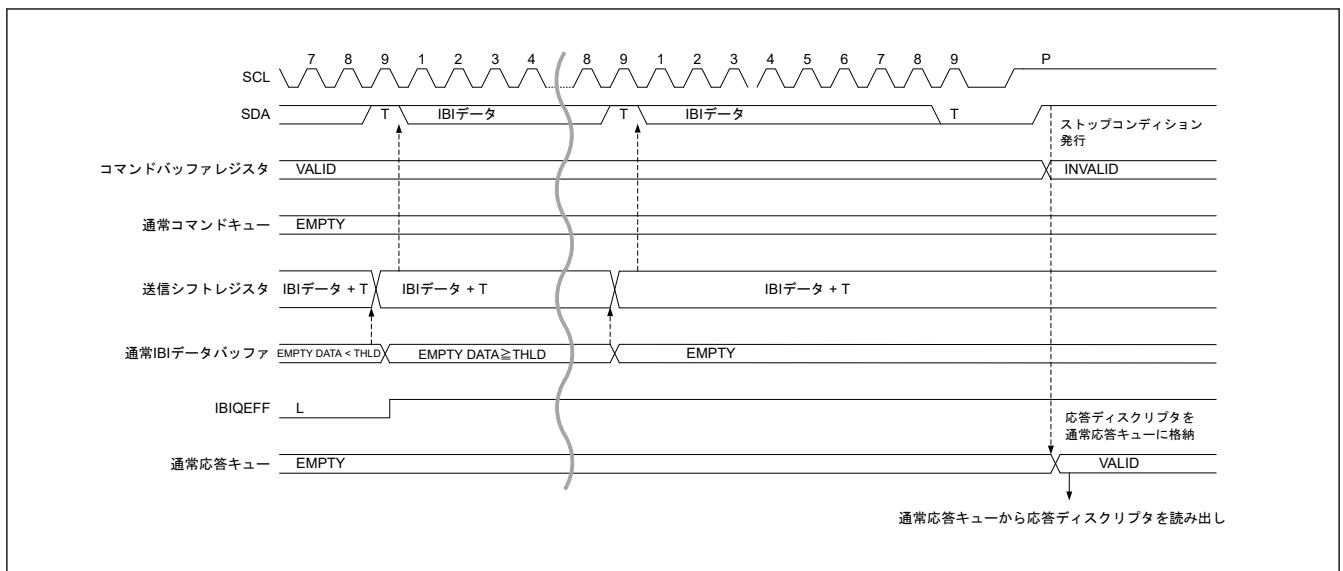 7 8 9 1 2 3 4 8 9 1 2 3 4 5 6 7 8 9 P
SCL
SDA T IBIデータ T IBIデータ T
ストップコンディション
発行
コマンドバッファレジスタ VALID INVALID
通常コマンドキュー EMPTY
送信シフトレジスタ IBIデータ + T IBIデータ + T IBIデータ + T
通常IBIデータバッファ EMPTY DATA < THLD EMPTY DATA≧THLD EMPTY
IBIQEFF L
応答ディスクリプタを
通常応答キューに格納
通常応答キュー EMPTY VALID
通常応答キューから応答ディスクリプタを読み出し